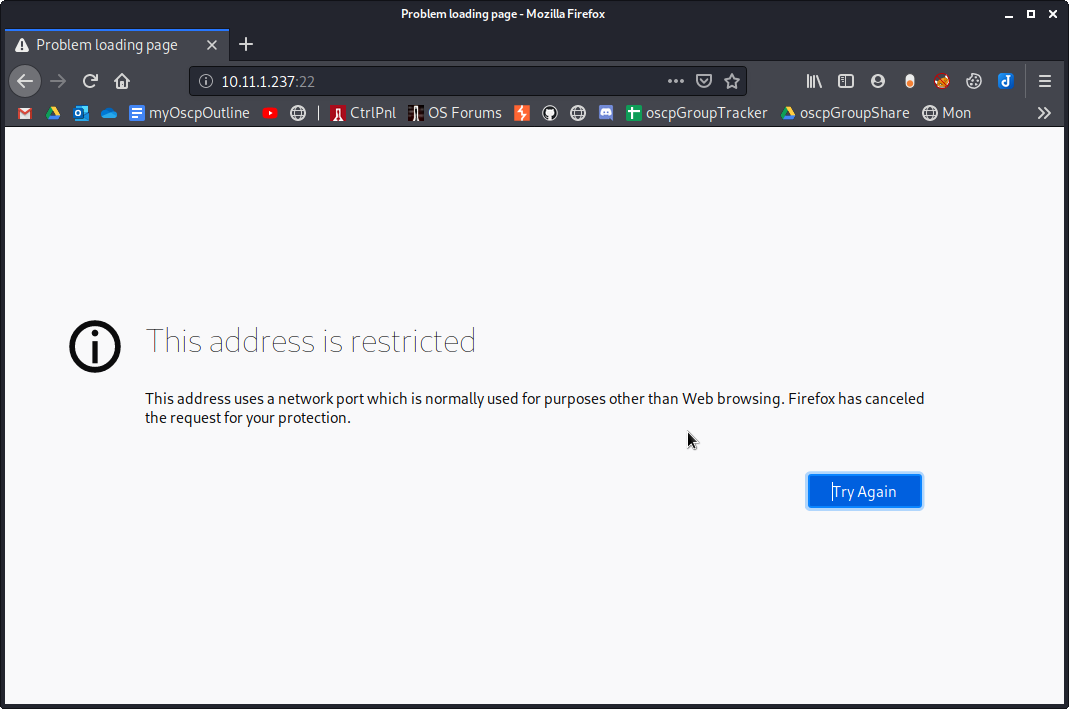 Problem loading page - Mozilla Firefox
Problem loading page
10.11.1.237:22
myOscpOutline | CtrlPnl OS Forums oscpGroupTracker oscpGroupShare Mon
This address is restricted
This address uses a network port which is normally used for purposes other than Web browsing. Firefox has canceled
the request for your protection.
Try Again